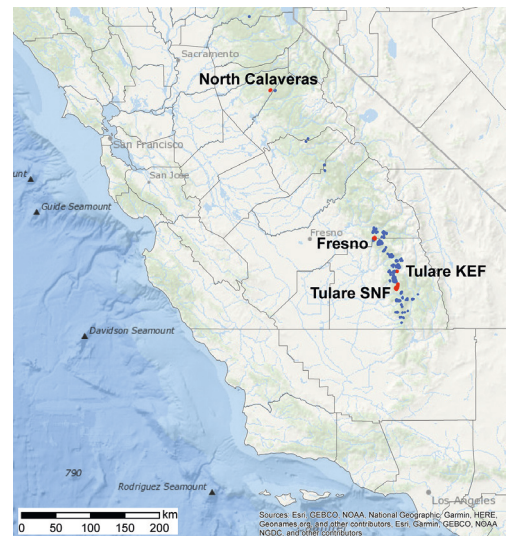 Sacramento
North Calaveras
San Francisco
San Jose
unt
Guide Seamount
Fresno
Fresno
Tulare KEF
Tulare SNF
Davidson Seamount
790
Rodriguez Seamount
Los Angeles
km
0 50 100 150 200
Sources: Esri, GEBCO, NOAA, National Geographic, Garmin, HERE,
Geonames.org, and other contributors, Esri, Garmin, GEBCO, NOAA
NGDC, and other contributors